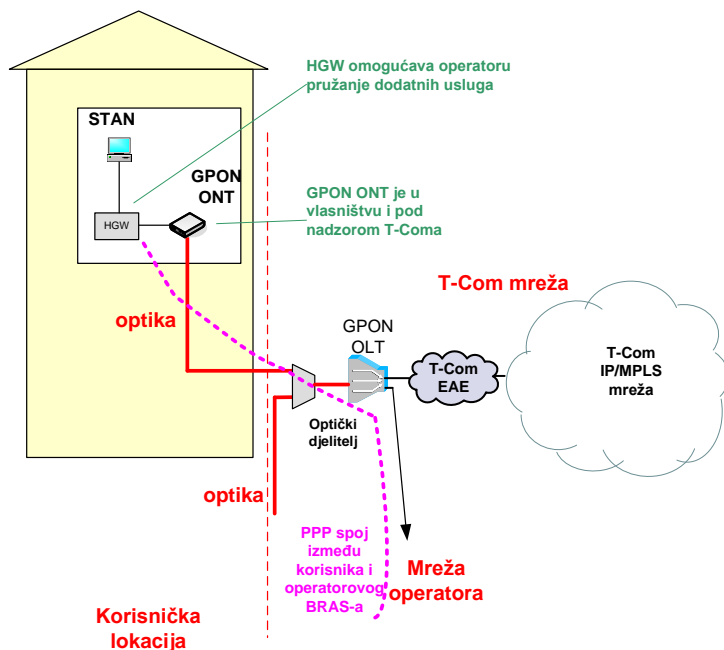 HGW omogućava operatoru
pružanje dodatnih usluga
STAN
GPON
ONT
HGW
GPON ONT je u
vlasništvu i pod
nadzorom T-Coma
T-Com mreža
optika
GPON
OLT
T-Com
EAE
T-Com
IP/MPLS
mreža
Optički
djelitelj
optika
PPP spoj
između
korisnika i
operatorovog
BRAS-a
Mreža
operatora
Korisnička
lokacija